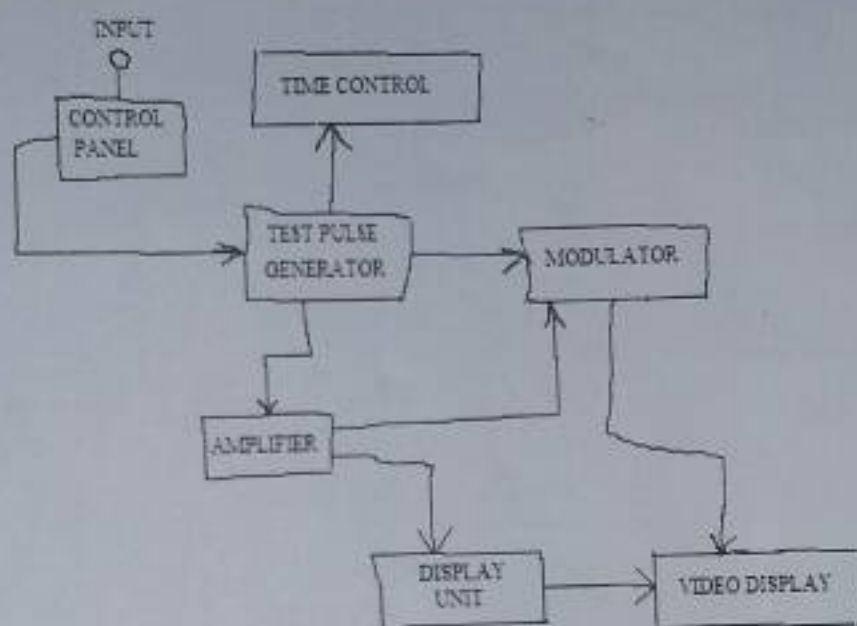 INPUT
CONTROL
PANEL
TIME CONTROL
TEST PULSE
GENERATOR
MODULATOR
AMPLIFIER
DISPLAY
UNIT
VIDEO DISPLAY